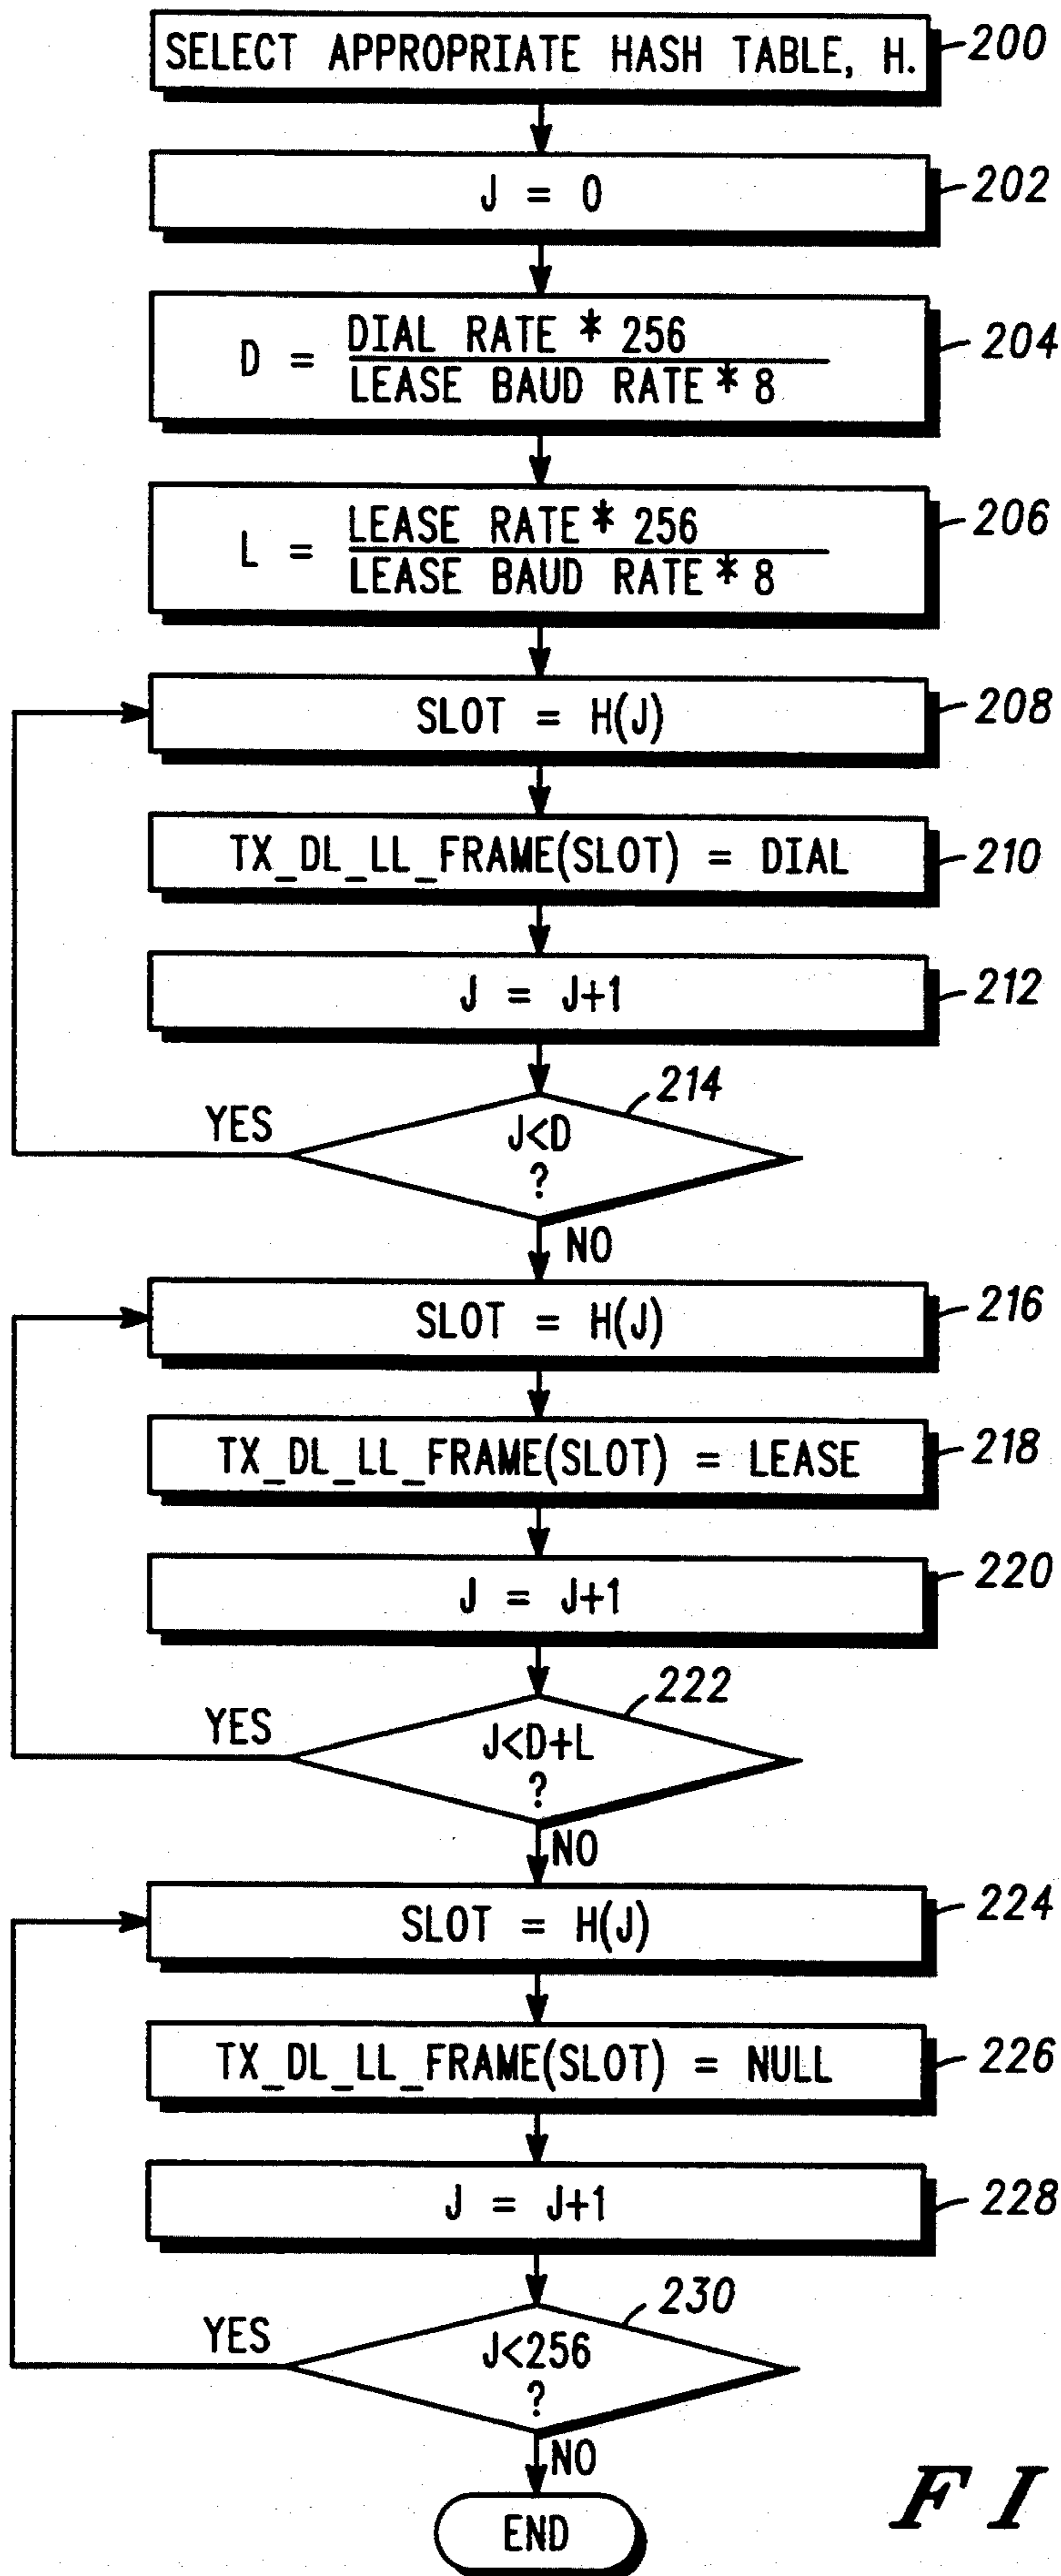 SELECT APPROPRIATE HASH TABLE, H.
200
J = 0
202
D = DIAL RATE * 256
LEASE BAUD RATE * 8
204
L = LEASE RATE * 256
LEASE BAUD RATE * 8
206
SLOT = H(J)
208
TX_DL_LL_FRAME(SLOT) = DIAL
210
J = J+1
212
214
J<D
?
YES
NO
SLOT = H(J)
216
TX_DL_LL_FRAME(SLOT) = LEASE
218
J = J+1
220
222
J<D+L
?
YES
NO
SLOT = H(J)
224
TX_DL_LL_FRAME(SLOT) = NULL
226
J = J+1
228
230
J<256
?
YES
NO
END
F I